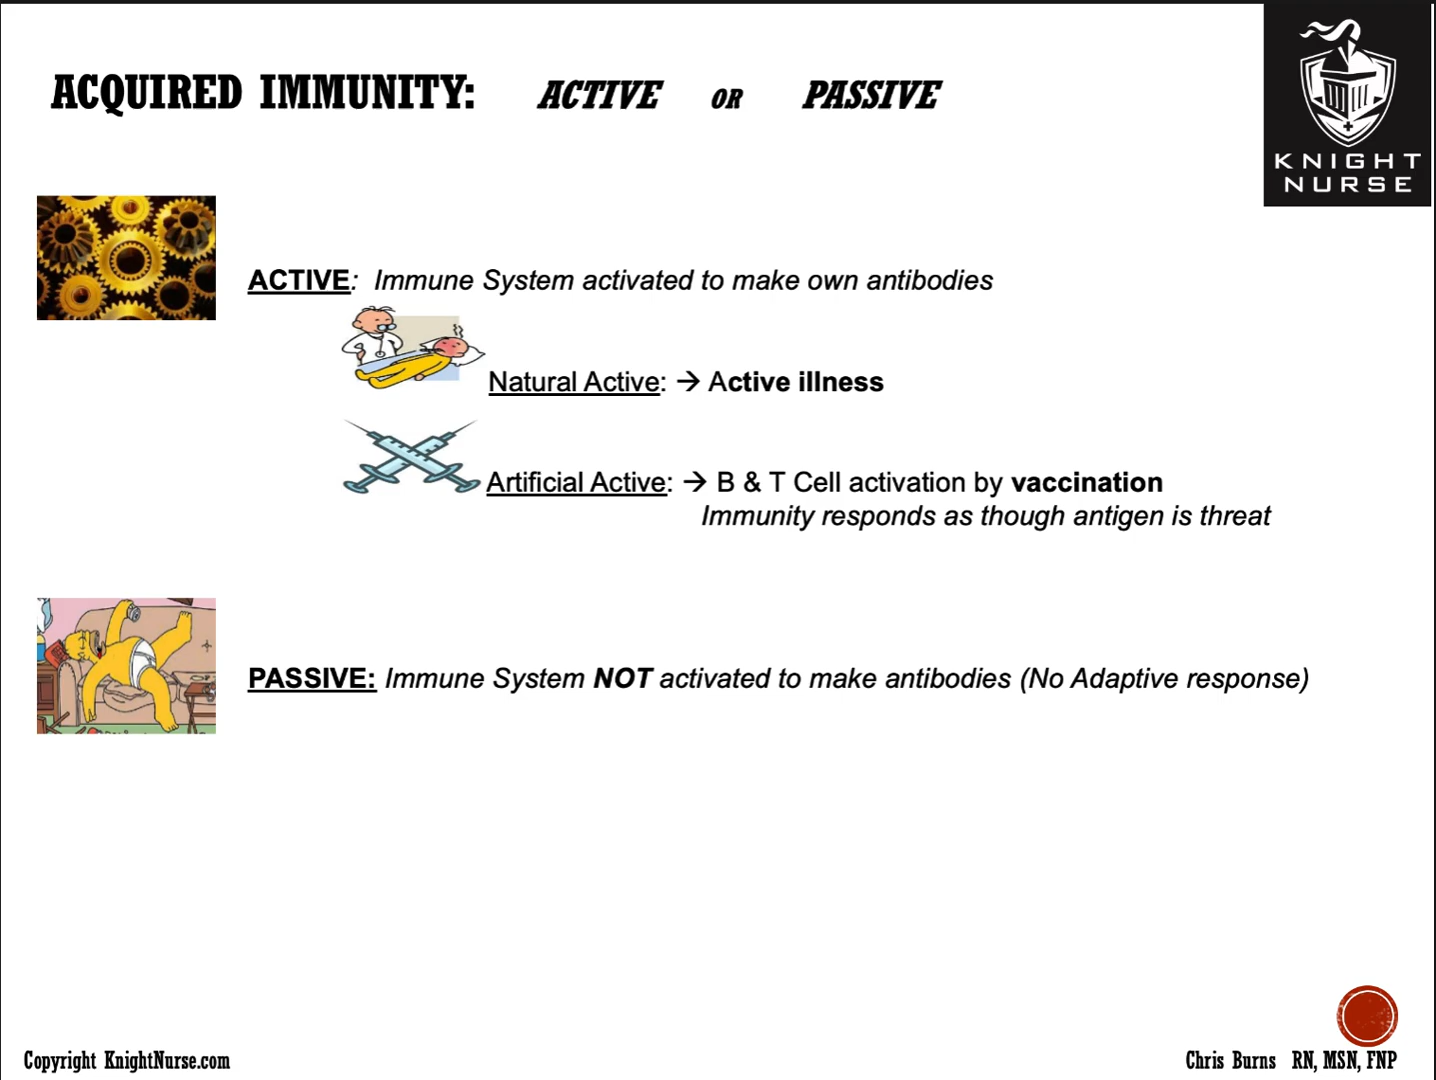 ACQUIRED IMMUNITY: ACTIVE OR PASSIVE
KNIGHT
NURSE
ACTIVE: Immune System activated to make own antibodies
Natural Active: → Active illness
Artificial Active: → B & T Cell activation by vaccination
Immunity responds as though antigen is threat
PASSIVE: Immune System NOT activated to make antibodies (No Adaptive response)
Copyright KnightNurse.com
Chris Burns RN, MSN, FNP